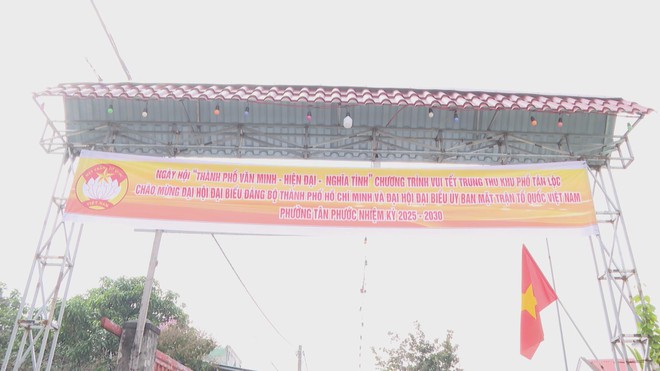 NGÀY HỘI "THÀNH PHỐ VĂN MINH - HIỆN ĐẠI - NGHĨA TÌNH" CHƯƠNG TRÌNH VUI TẾT TRUNG THU KHU PHỐ TÂN LỘC
CHÀO MỪNG ĐẠI HỘI ĐẠI BIỂU ĐẢNG BỘ THÀNH PHỐ HỒ CHÍ MINH VÀ ĐẠI HỘI ĐẠI BIỂU ỦY BAN MẶT TRẬN TỔ QUỐC VIỆT NAM
PHƯỜNG TÂN PHƯỚC NHIỆM KỲ 2025 - 2030